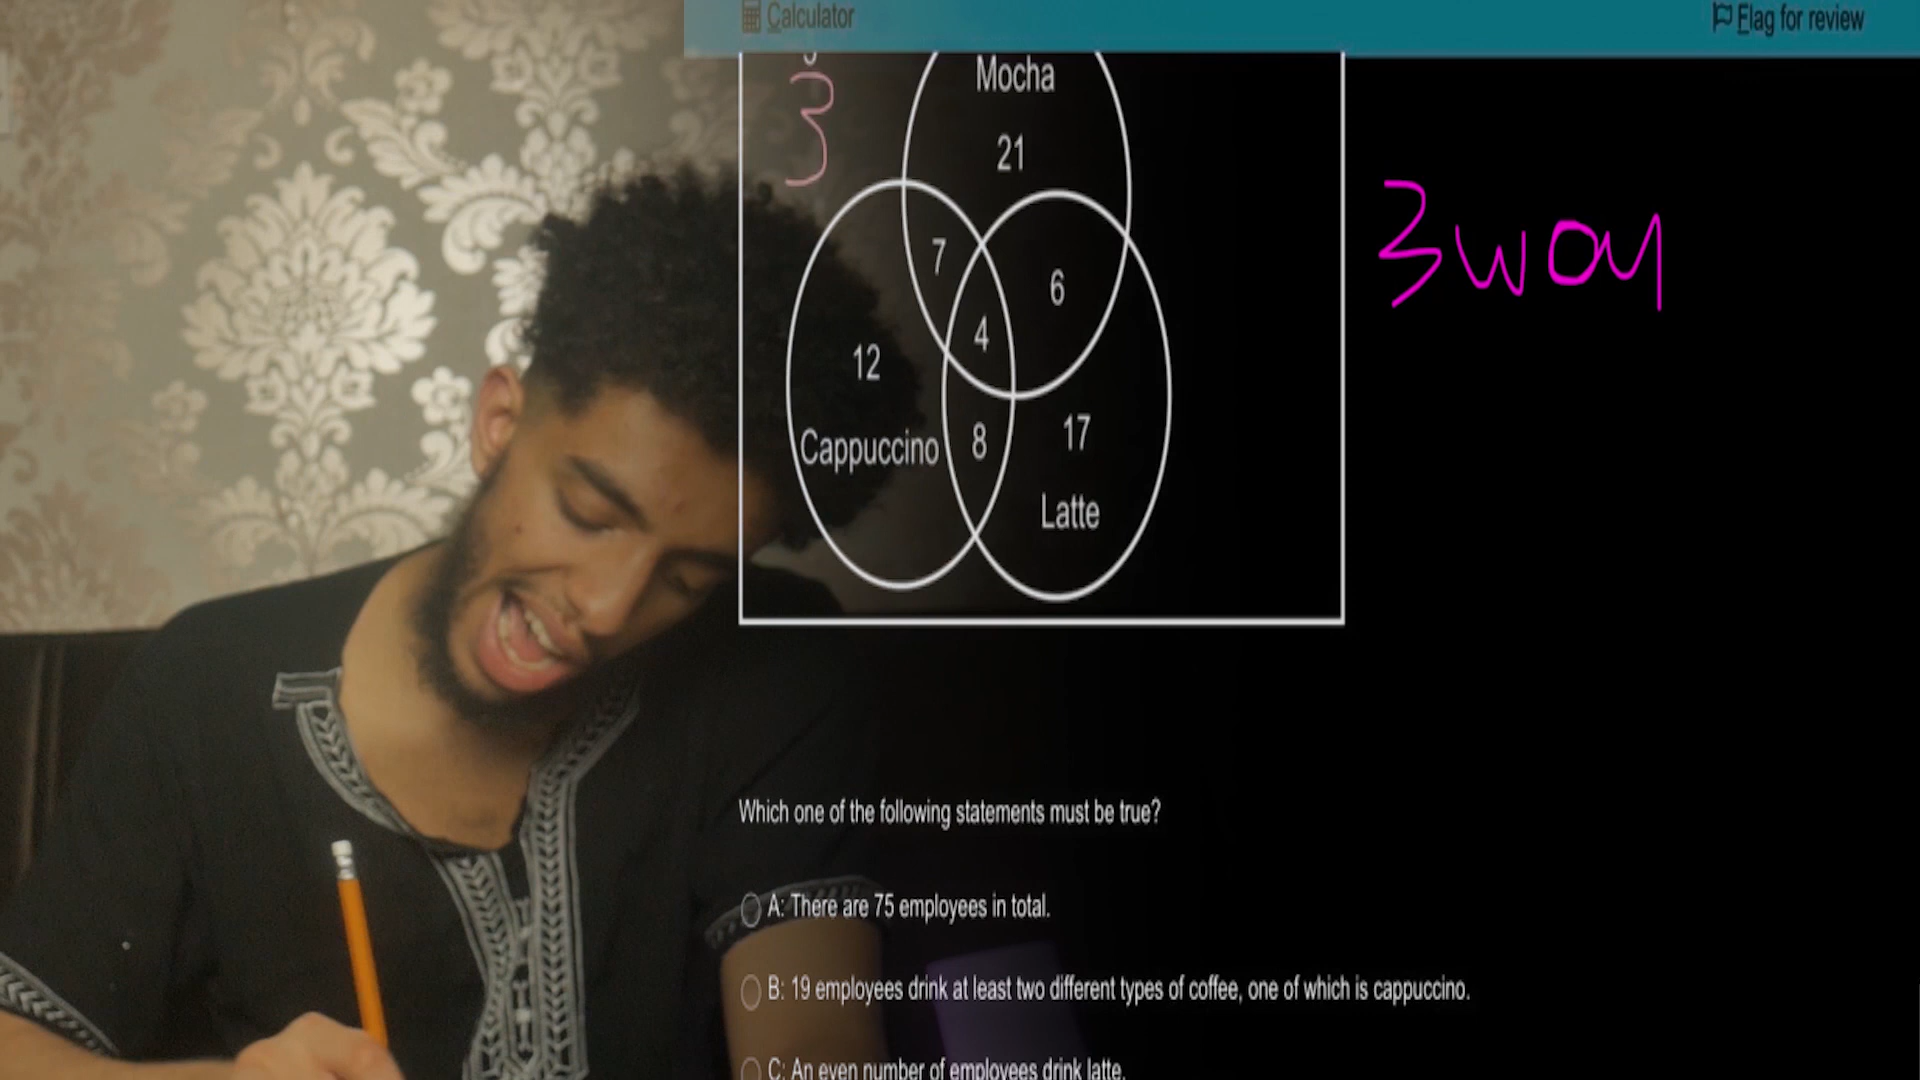 Calculator
Flag for review
Mocha
3
21
3 way
7
6
4
12
17
Cappuccino
8
Latte
Which one of the following statements must be true?
A: There are 75 employees in total.
B: 19 employees drink at least two different types of coffee, one of which is cappuccino.
C: An even number of employees drink latte.